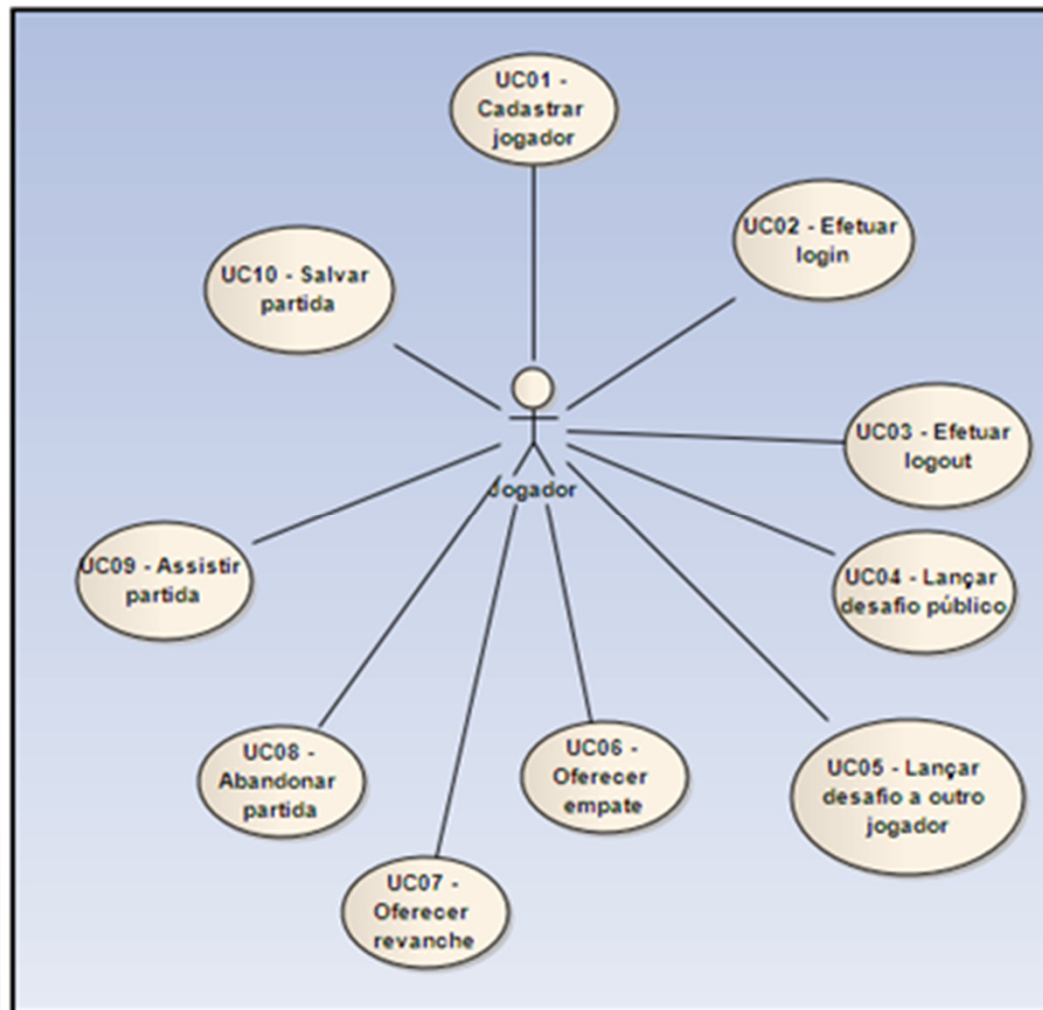 UC01 -
Cadastrar
jogador
UC02 - Efetuar
login
UC10 - Salvar
partida
UC03 - Efetuar
logout
Jogador
UC09 - Assistir
partida
UC04 - Lançar
desafio público
UC08 -
Abandonar
partida
UC06 -
Oferecer
empate
UC05 - Lançar
desafio a outro
jogador
UC07 -
Oferecer
revanche